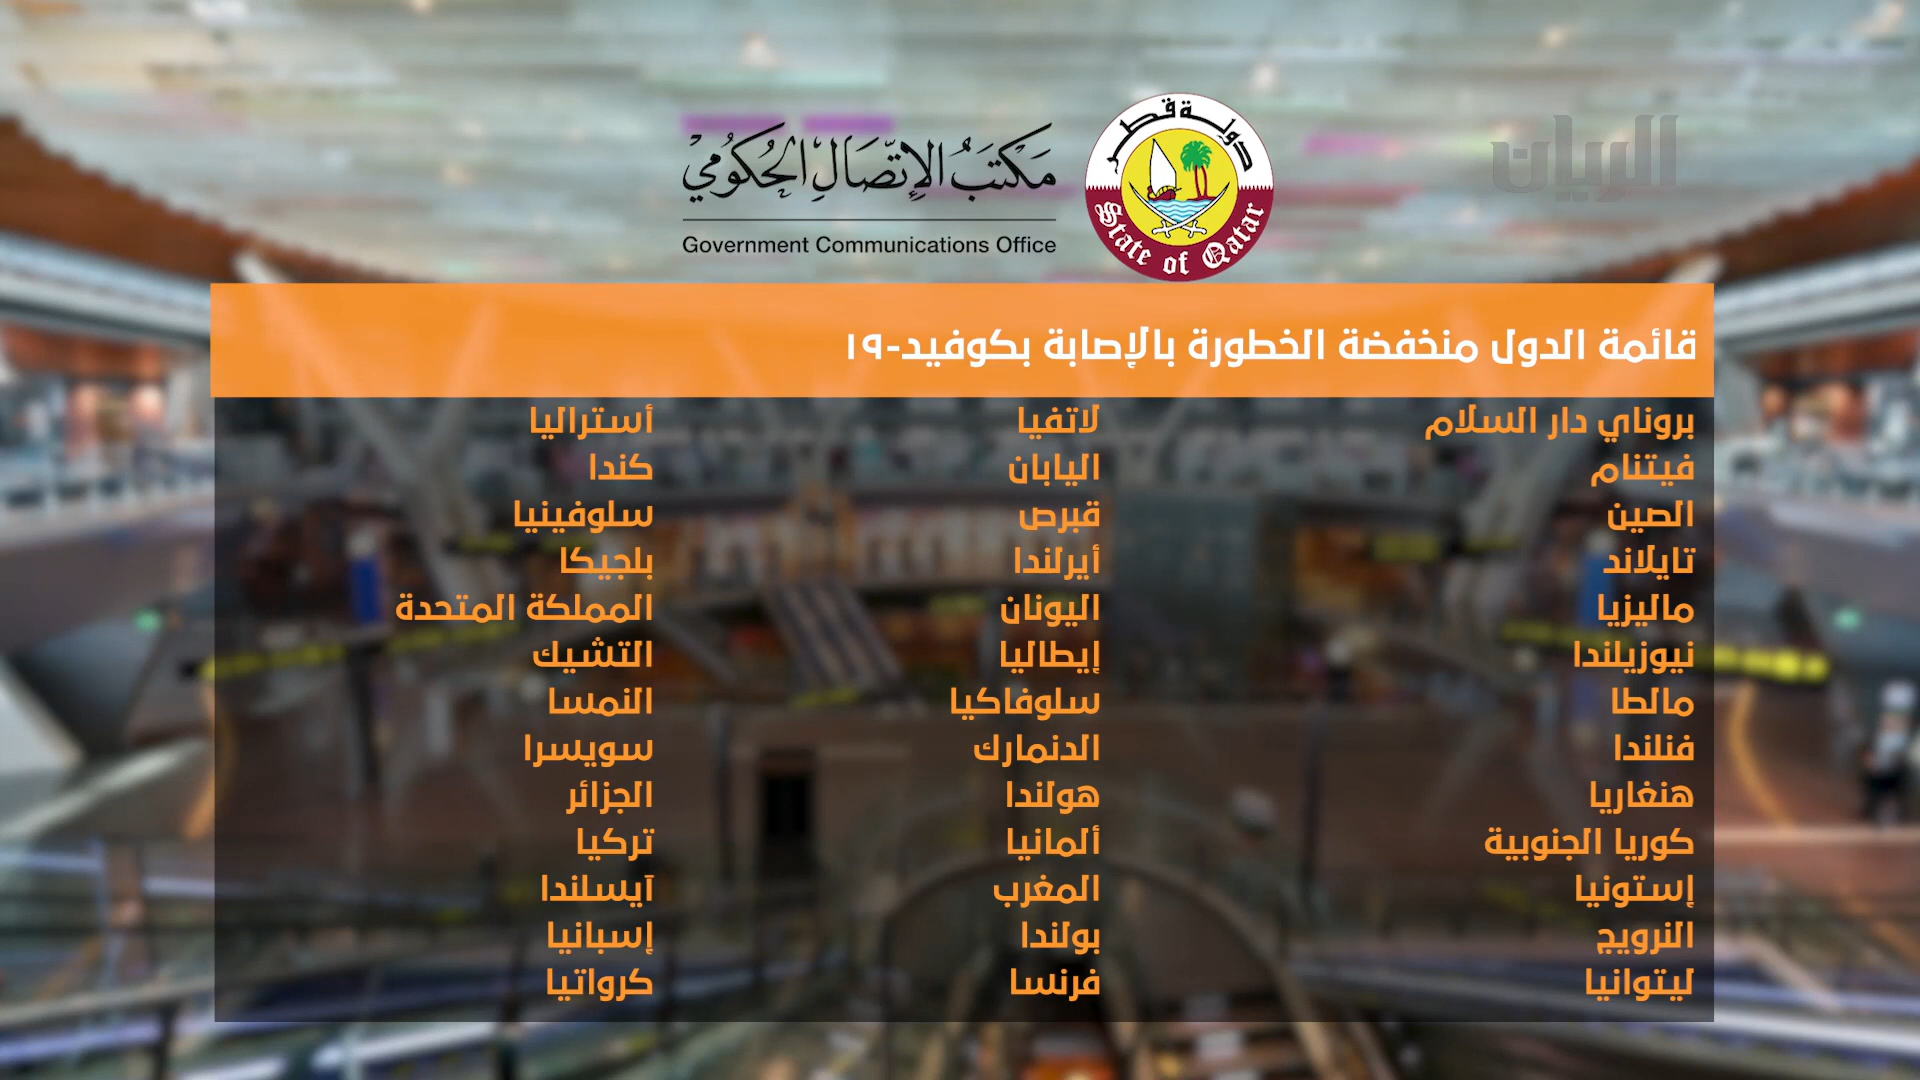 مكتب الإتصال الحكومي
Government Communications Office
دولة قطر
State of Qatar
الريان
قائمة الدول منخفضة الخطورة بالإصابة بكوفيد-١٩
بروناي دار السلام
فيتنام
الصين
تايلاند
ماليزيا
نيوزيلندا
مالطا
فنلندا
هنغاريا
كوريا الجنوبية
إستونيا
النرويج
ليتوانيا
لاتفيا
اليابان
قبرص
أيرلندا
اليونان
إيطاليا
سلوفاكيا
الدنمارك
هولندا
ألمانيا
المغرب
بولندا
فرنسا
أستراليا
كندا
سلوفينيا
بلجيكا
المملكة المتحدة
التشيك
النمسا
سويسرا
الجزائر
تركيا
آيسلندا
إسبانيا
كرواتيا